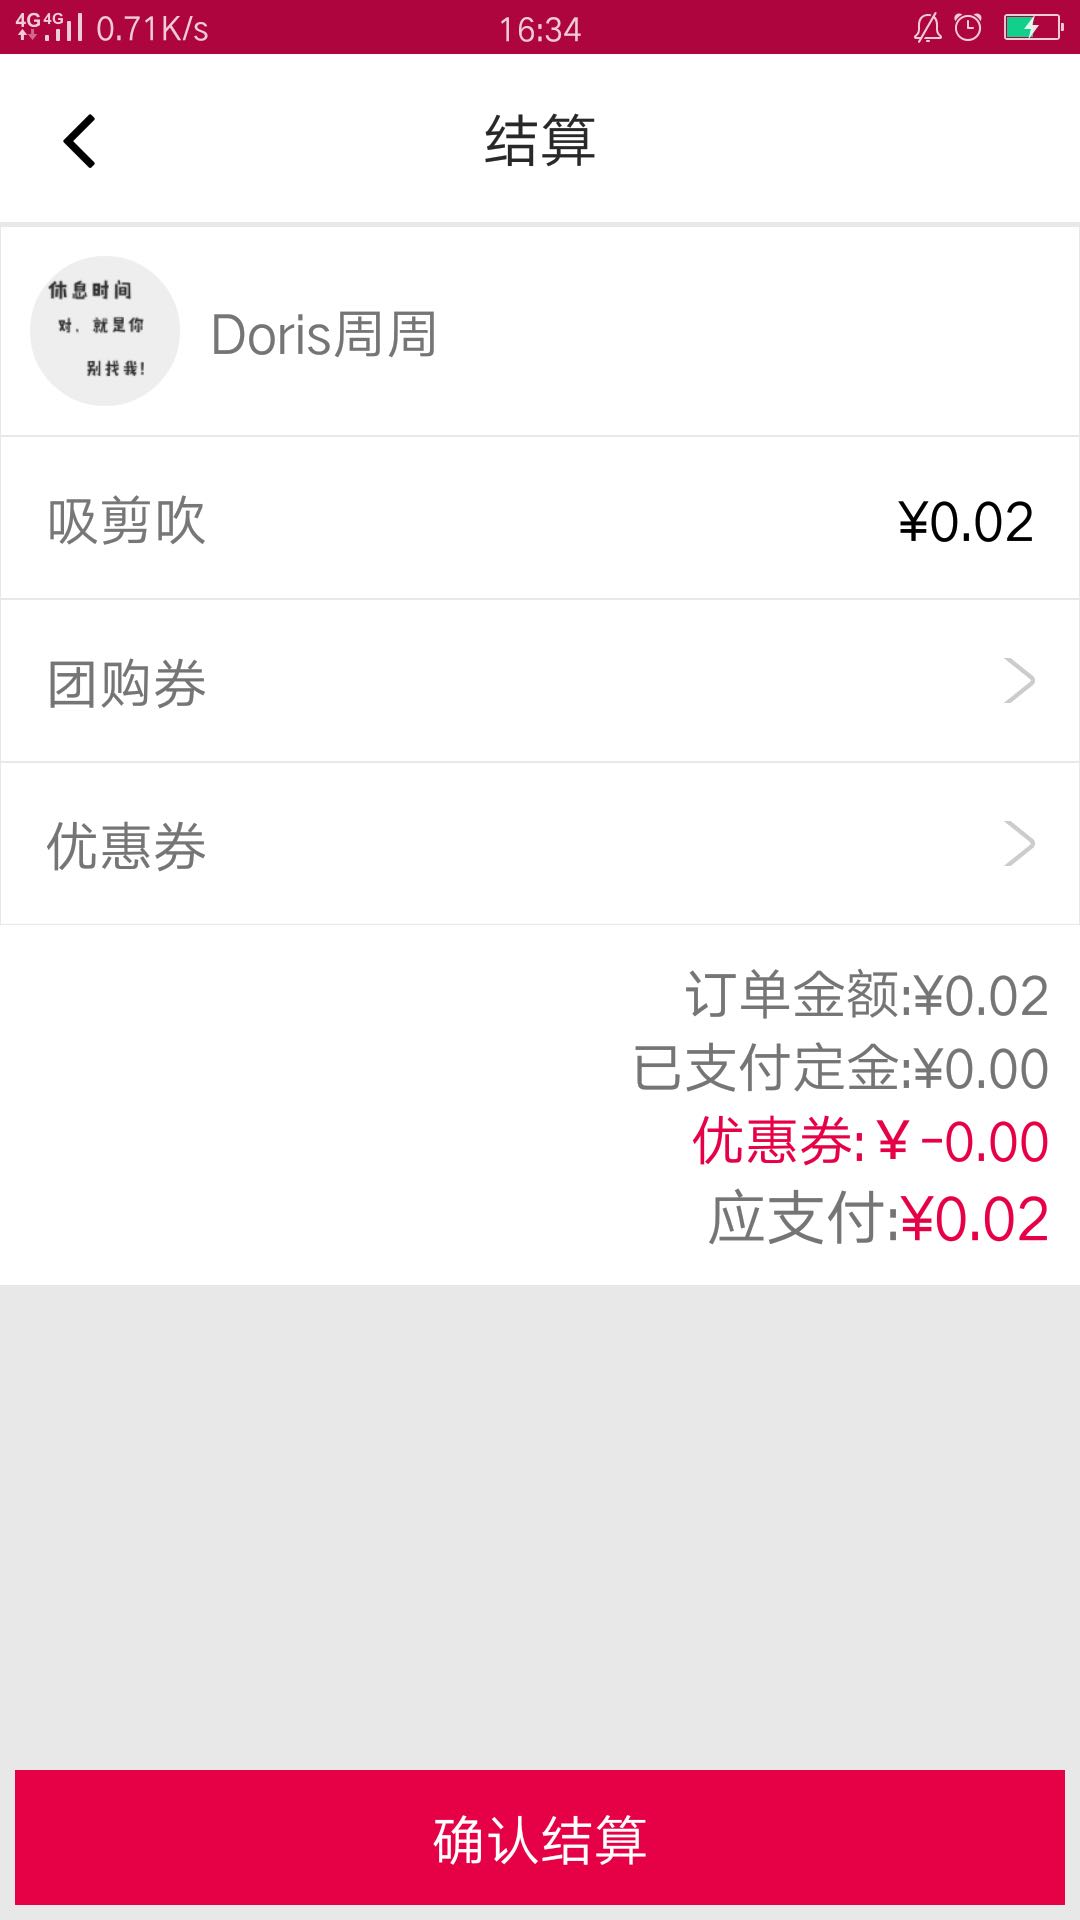 4G 4G 0.71K/s 16:34
结算
休息时间
对，就是你
别找我!
Doris周周
吸剪吹 ¥0.02
团购券
优惠券
订单金额:¥0.02
已支付定金:¥0.00
优惠券:￥-0.00
应支付:¥0.02
确认结算